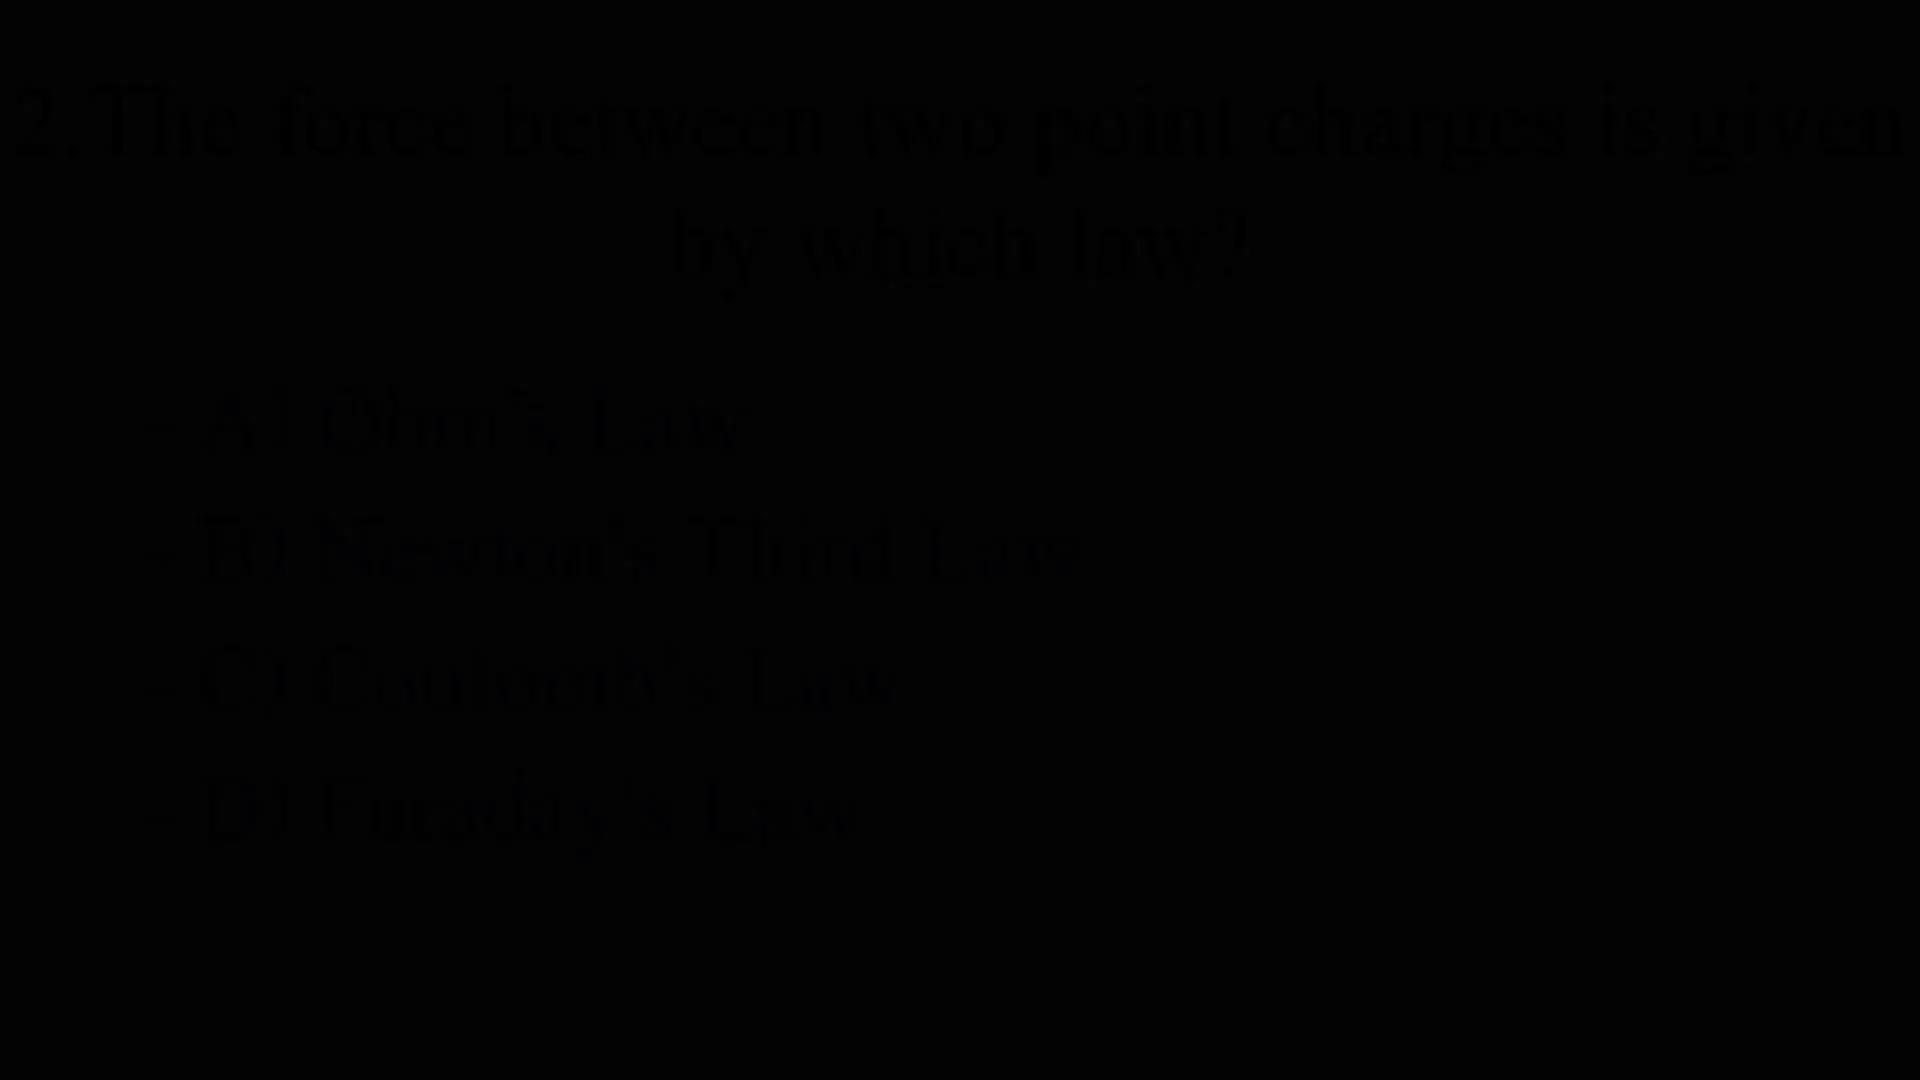 2. The force between two point charges is given
by which law?
- A) Ohm's Law
- B) Newton's Third Law
- C) Coulomb's Law
- D) Faraday's Law